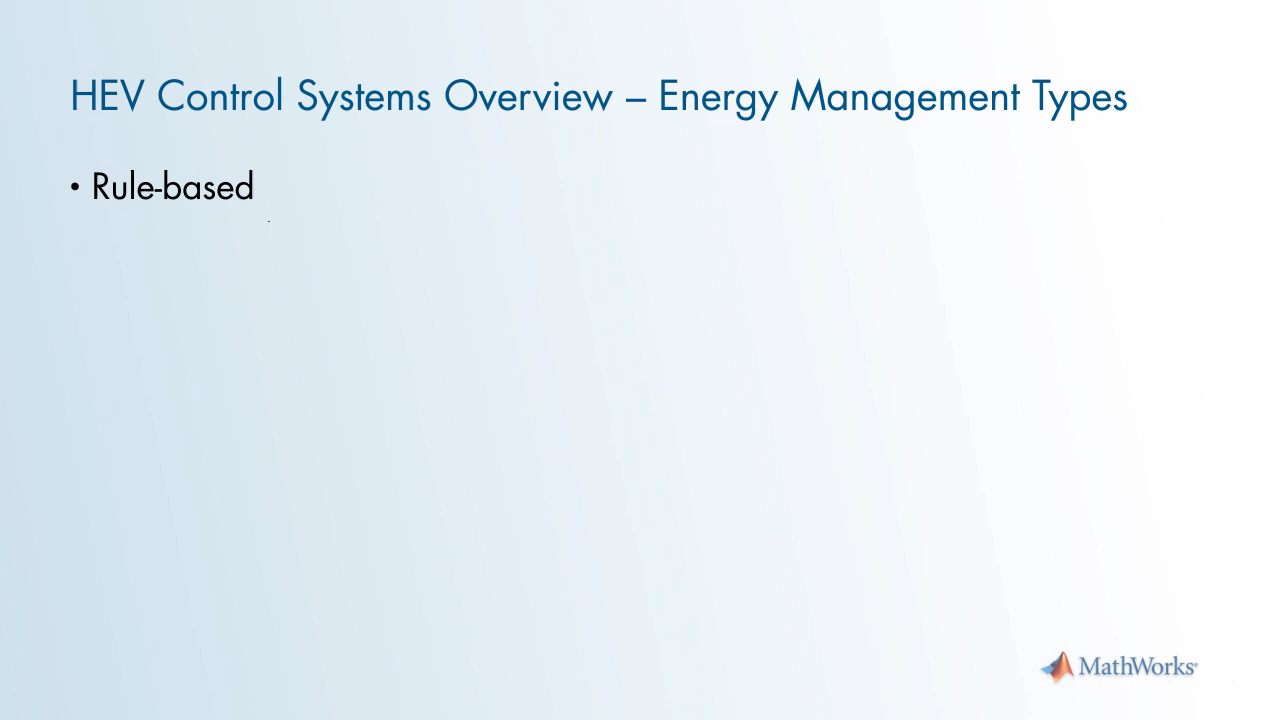 HEV Control Systems Overview – Energy Management Types
• Rule-based
MathWorks®